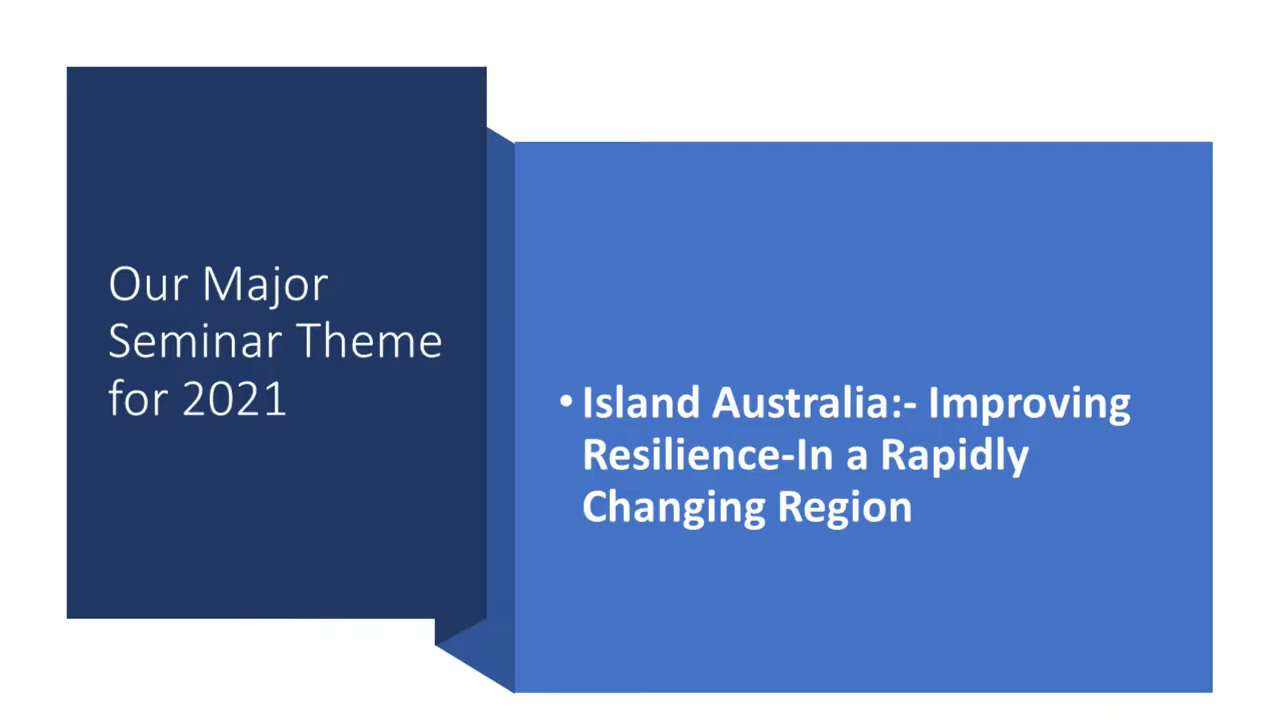 Our Major
Seminar Theme
for 2021
• Island Australia:- Improving
Resilience-In a Rapidly
Changing Region